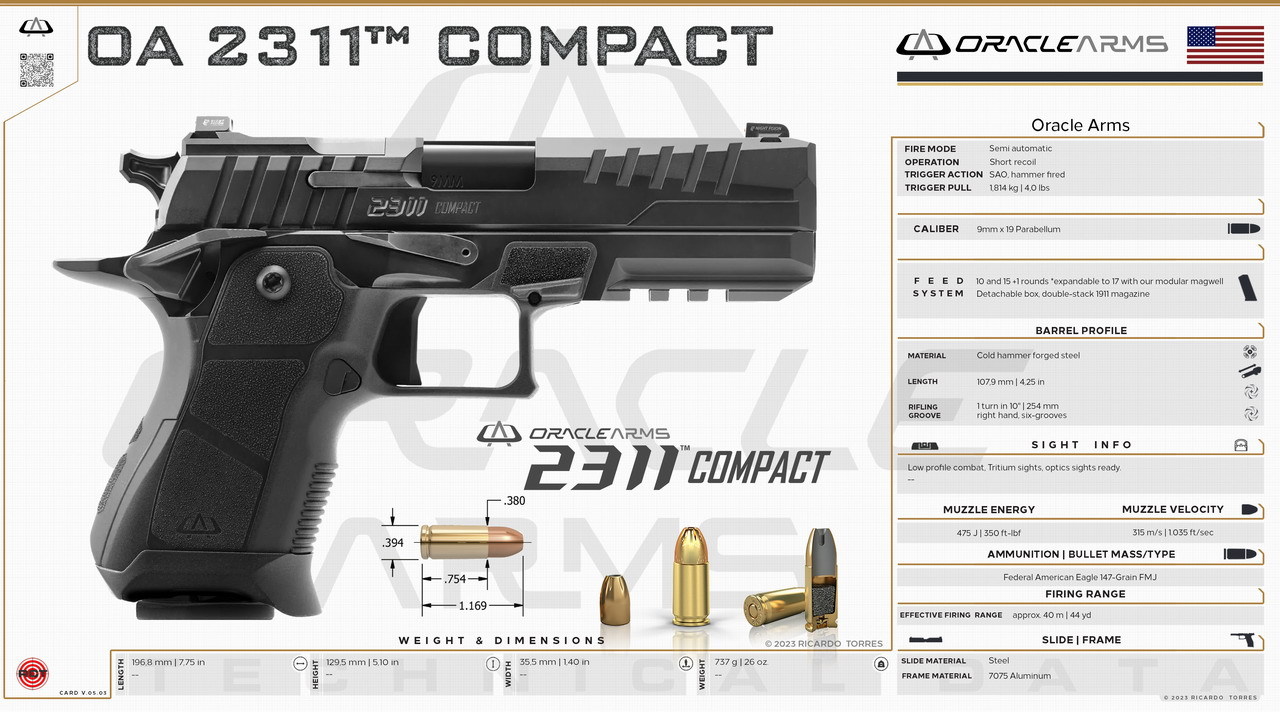 OA 2311™ COMPACT
ORACLEARMS
Oracle Arms
FIRE MODE Semi automatic
OPERATION Short recoil
TRIGGER ACTION SAO, hammer fired
TRIGGER PULL 1,814 kg | 4,0 lbs
CALIBER 9mm x 19 Parabellum
FEED SYSTEM 10 and 15 +1 rounds *expandable to 17 with our modular magwell
Detachable box, double-stack 1911 magazine
BARREL PROFILE
MATERIAL Cold hammer forged steel
LENGTH 107,9 mm | 4,25 in
RIFLING GROOVE 1 turn in 10" | 254 mm
right hand, six-grooves
SIGHT INFO
Low profile combat, Tritium sights, optics sights ready.
--
MUZZLE ENERGY MUZZLE VELOCITY
475 J | 350 ft-lbf 315 m/s | 1.035 ft/sec
AMMUNITION | BULLET MASS/TYPE
Federal American Eagle 147-Grain FMJ
FIRING RANGE
EFFECTIVE FIRING RANGE approx. 40 m | 44 yd
SLIDE | FRAME
SLIDE MATERIAL Steel
FRAME MATERIAL 7075 Aluminum
© 2023 RICARDO TORRES
9MM
2311 COMPACT
ORACLE
ARMS
ORACLEARMS
2311™ COMPACT
.380
.394
.754
1.169
© 2023 RICARDO TORRES
WEIGHT & DIMENSIONS
LENGTH 196.8 mm | 7,75 in
--
HEIGHT 129,5 mm | 5,10 in
--
WIDTH 35.5 mm | 1.40 in
--
WEIGHT 737 g | 26 oz.
--
TECHNICAL DATA
RDT
CARD V.05.03